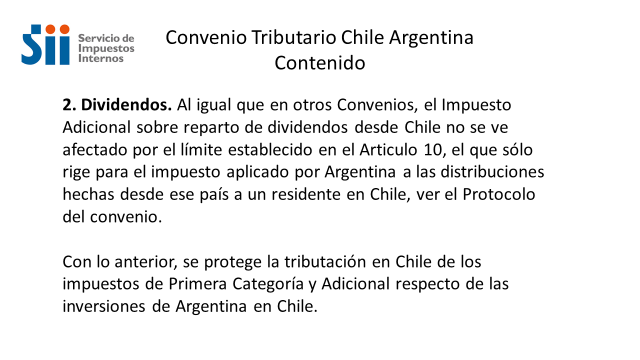 Sii Servicio de
Impuestos
Internos
Convenio Tributario Chile Argentina
Contenido
2. Dividendos. Al igual que en otros Convenios, el Impuesto
Adicional sobre reparto de dividendos desde Chile no se ve
afectado por el límite establecido en el Articulo 10, el que sólo
rige para el impuesto aplicado por Argentina a las distribuciones
hechas desde ese país a un residente en Chile, ver el Protocolo
del convenio.
Con lo anterior, se protege la tributación en Chile de los
impuestos de Primera Categoría y Adicional respecto de las
inversiones de Argentina en Chile.